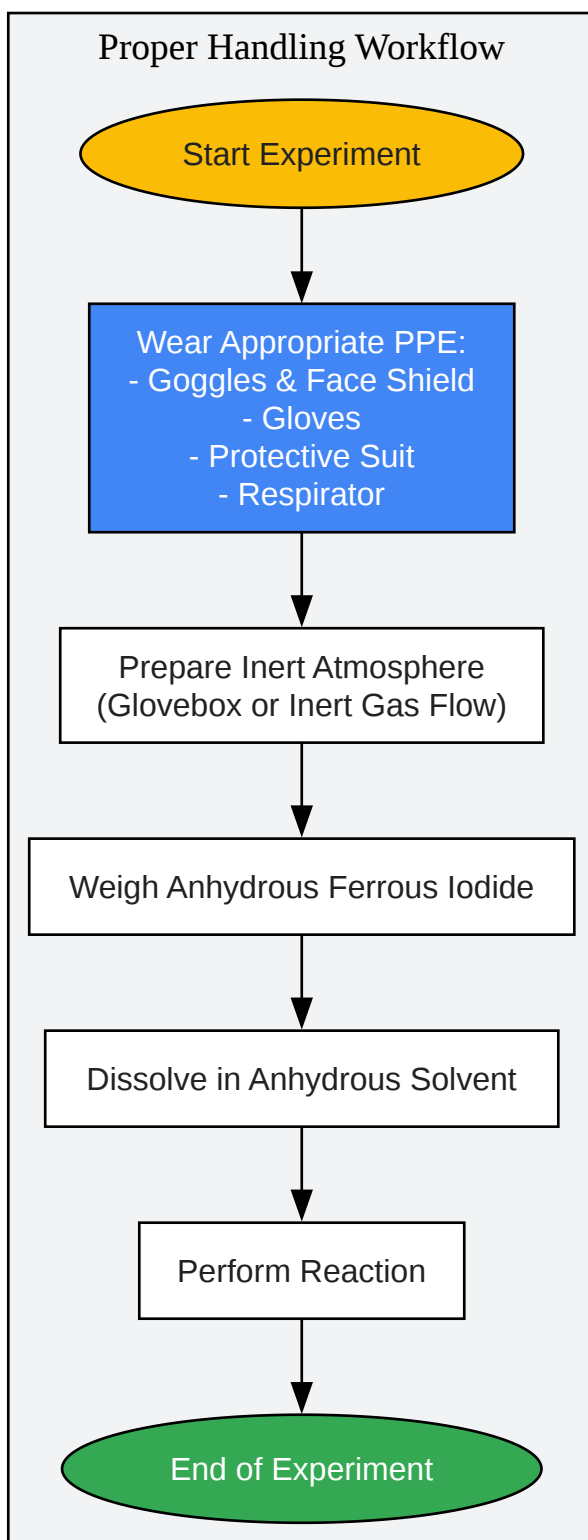 Proper Handling Workflow
Start Experiment
Wear Appropriate PPE:
- Goggles & Face Shield
- Gloves
- Protective Suit
- Respirator
Prepare Inert Atmosphere
(Glovebox or Inert Gas Flow)
Weigh Anhydrous Ferrous Iodide
Dissolve in Anhydrous Solvent
Perform Reaction
End of Experiment